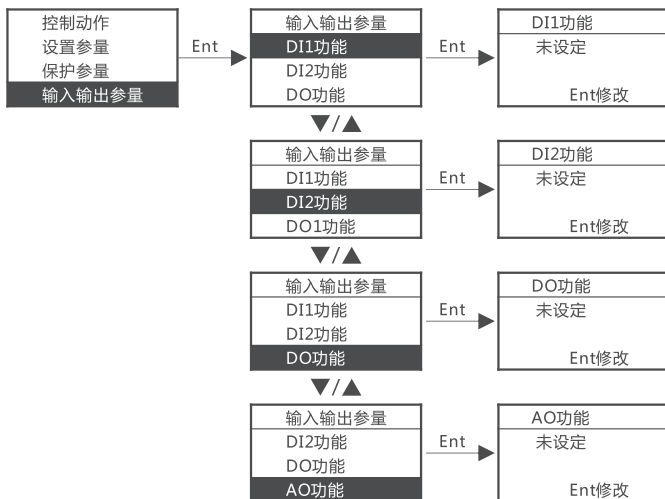 控制动作
设置参量
保护参量
输入输出参量
Ent
输入输出参量
DI1功能
DI2功能
DO功能
Ent
DI1功能
未设定
Ent修改
▼/▲
输入输出参量
DI1功能
DI2功能
DO1功能
Ent
DI2功能
未设定
Ent修改
▼/▲
输入输出参量
DI1功能
DI2功能
DO功能
Ent
DO功能
未设定
Ent修改
▼/▲
输入输出参量
DI2功能
DO功能
AO功能
Ent
AO功能
未设定
Ent修改